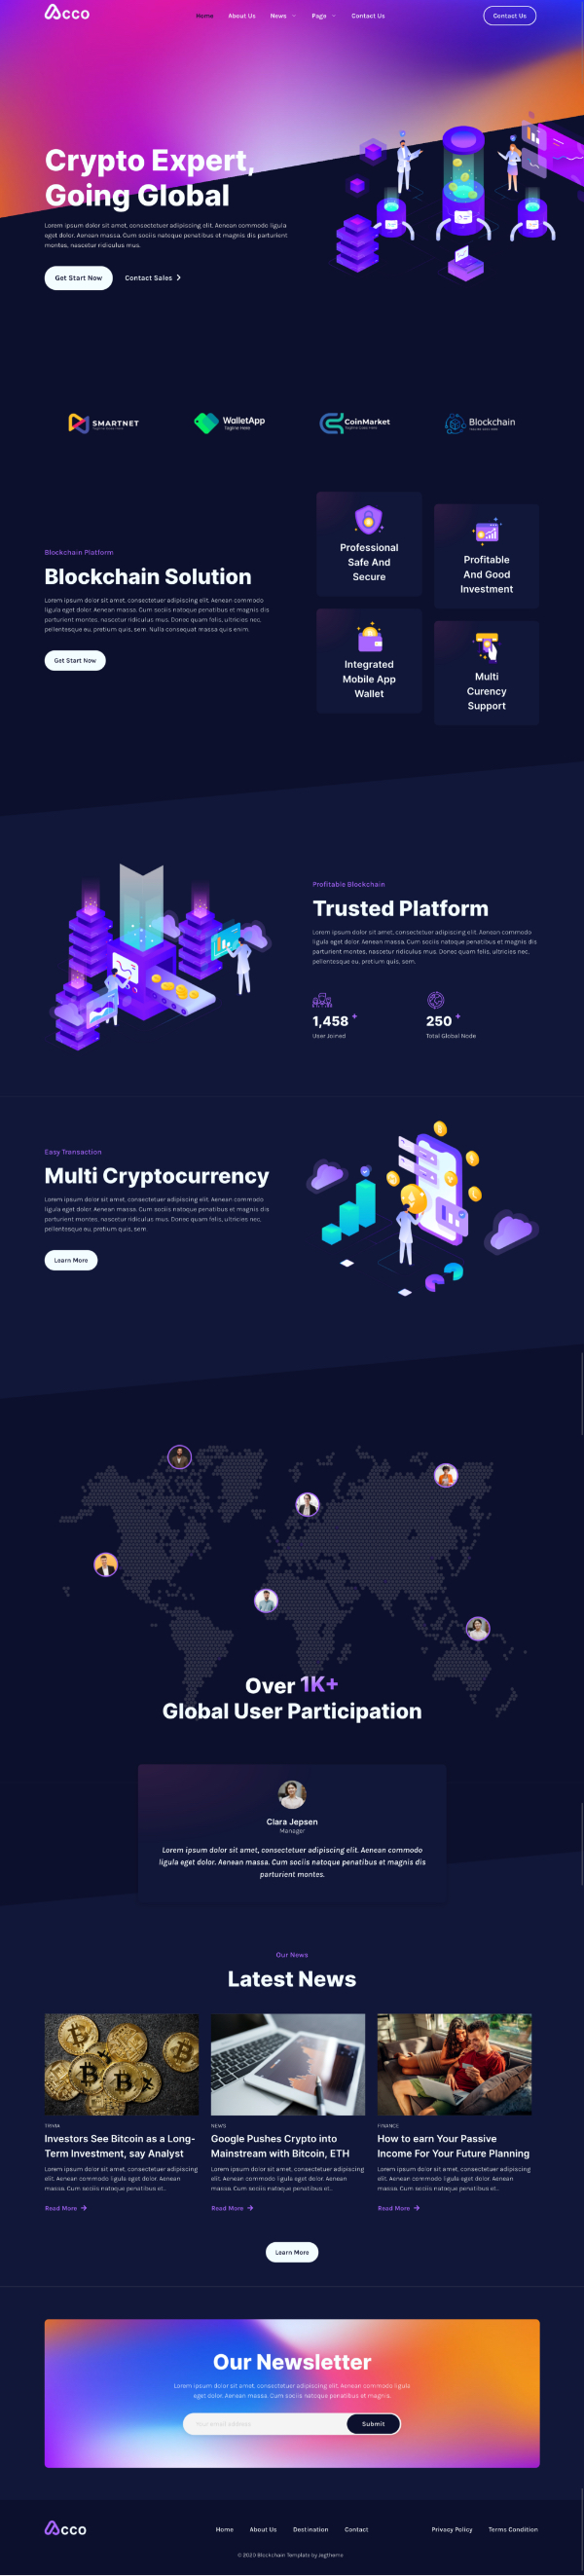 Acco
Home About Us News Page Contact Us
Contact Us
Crypto Expert,
Going Global
Lorem ipsum dolor sit amet, consectetuer adipiscing elit. Aenean commodo ligula
eget dolor. Aenean massa. Cum sociis natoque penatibus et magnis dis parturient
montes, nascetur ridiculus mus.
Get Start Now
Contact Sales
SMARTNET
WalletApp
Tagline Here
CoinMarket
Blockchain
Blockchain Platform
Blockchain Solution
Lorem ipsum dolor sit amet, consectetuer adipiscing elit. Aenean commodo
ligula eget dolor. Aenean massa. Cum sociis natoque penatibus et magnis dis
parturient montes, nascetur ridiculus mus. Donec quam felis, ultricies nec,
pellentesque eu, pretium quis, sem. Nulla consequat massa quis enim.
Get Start Now
Professional
Safe And
Secure
Profitable
And Good
Investment
Integrated
Mobile App
Wallet
Multi
Curency
Support
Profitable Blockchain
Trusted Platform
Lorem ipsum dolor sit amet, consectetuer adipiscing elit. Aenean commodo
ligula eget dolor. Aenean massa. Cum sociis natoque penatibus et magnis dis
parturient montes, nascetur ridiculus mus. Donec quam felis, ultricies nec,
pellentesque eu, pretium quis, sem.
1,458 +
User Joined
250 +
Total Global Node
Easy Transaction
Multi Cryptocurrency
Lorem ipsum dolor sit amet, consectetuer adipiscing elit. Aenean commodo
ligula eget dolor. Aenean massa. Cum sociis natoque penatibus et magnis dis
parturient montes, nascetur ridiculus mus. Donec quam felis, ultricies nec,
pellentesque eu, pretium quis, sem.
Learn More
Over 1K+
Global User Participation
Clara Jepsen
Manager
Lorem ipsum dolor sit amet, consectetuer adipiscing elit. Aenean commodo
ligula eget dolor. Aenean massa. Cum sociis natoque penatibus et magnis dis
parturient montes.
Our News
Latest News
TRIVIA
Investors See Bitcoin as a Long-
Term Investment, say Analyst
Lorem ipsum dolor sit amet, consectetuer adipiscing
elit. Aenean commodo ligula eget dolor. Aenean
massa. Cum sociis natoque penatibus et...
Read More
NEWS
Google Pushes Crypto into
Mainstream with Bitcoin, ETH
Lorem ipsum dolor sit amet, consectetuer adipiscing
elit. Aenean commodo ligula eget dolor. Aenean
massa. Cum sociis natoque penatibus et...
Read More
FINANCE
How to earn Your Passive
Income For Your Future Planning
Lorem ipsum dolor sit amet, consectetuer adipiscing
elit. Aenean commodo ligula eget dolor. Aenean
massa. Cum sociis natoque penatibus et...
Read More
Learn More
Our Newsletter
Lorem ipsum dolor sit amet, consectetuer adipiscing elit. Aenean commodo ligula
eget dolor. Aenean massa. Cum sociis natoque penatibus et magnis.
Your email address
Submit
Acco
Home About Us Destination Contact
Privacy Policy Terms Condition
© 2020 Blockchain Template by Jegtheme